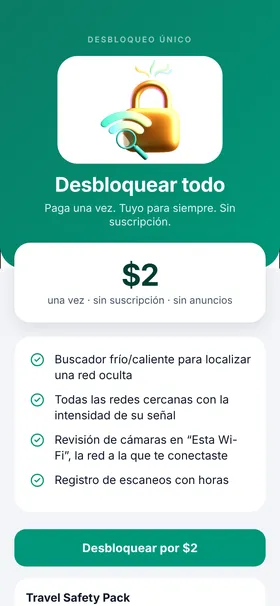 DESBLOQUEO ÚNICO
Desbloquear todo
Paga una vez. Tuyo para siempre. Sin
suscripción.
$2
una vez · sin suscripción · sin anuncios
Buscador frío/caliente para localizar
una red oculta
Todas las redes cercanas con la
intensidad de su señal
Revisión de cámaras en “Esta Wi-
Fi”, la red a la que te conectaste
Registro de escaneos con horas
Desbloquear por $2
Travel Safety Pack